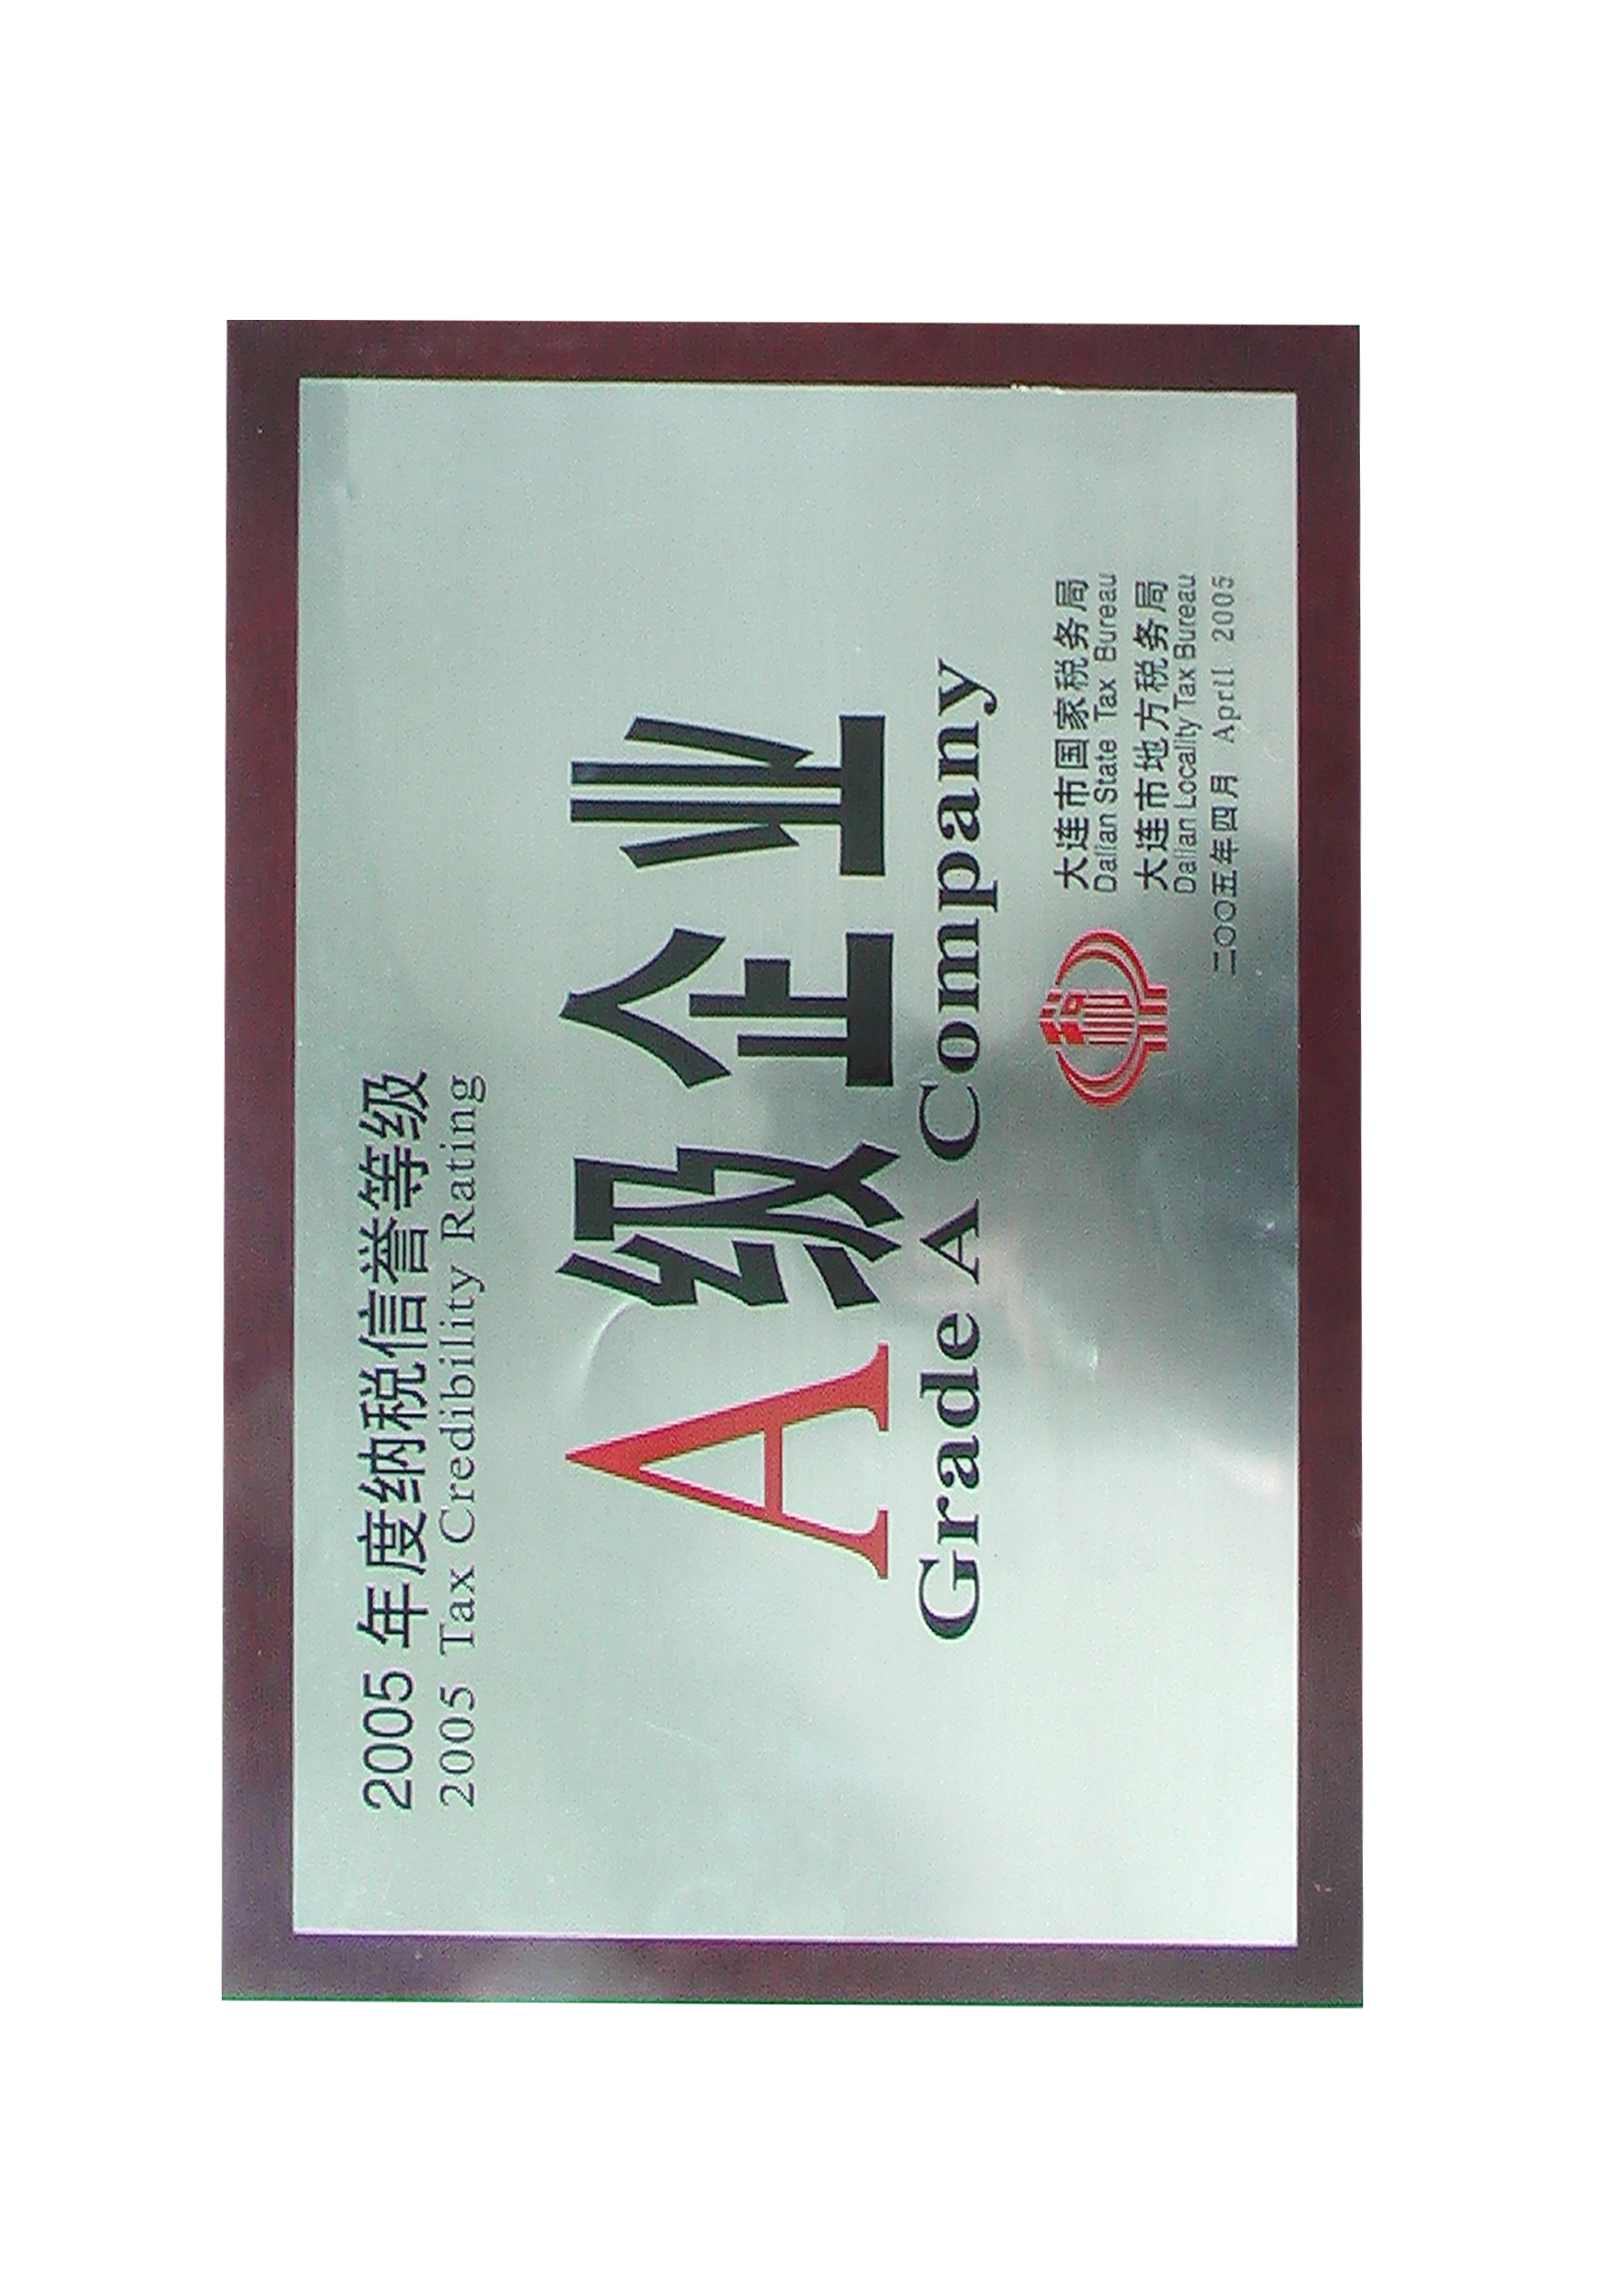 2005 年度纳税信誉等级
2005 Tax Credibility Rating
A级企业
Grade A Company
大连市国家税务局
Dalian State Tax Bureau
大连市地方税务局
Dalian Locality Tax Bureau
二〇〇五年四月 April 2005